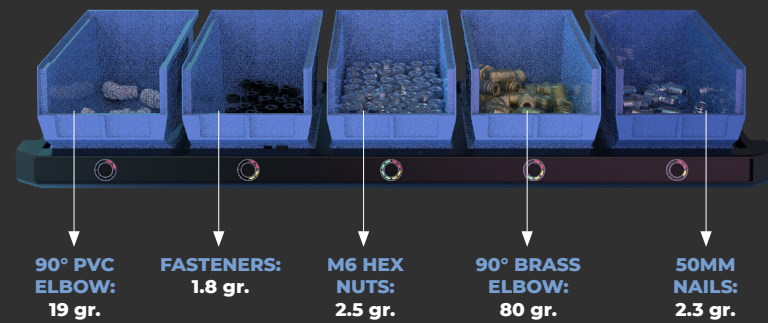 90° PVC
ELBOW:
19 gr.
FASTENERS:
1.8 gr.
M6 HEX
NUTS:
2.5 gr.
90° BRASS
ELBOW:
80 gr.
50MM
NAILS:
2.3 gr.